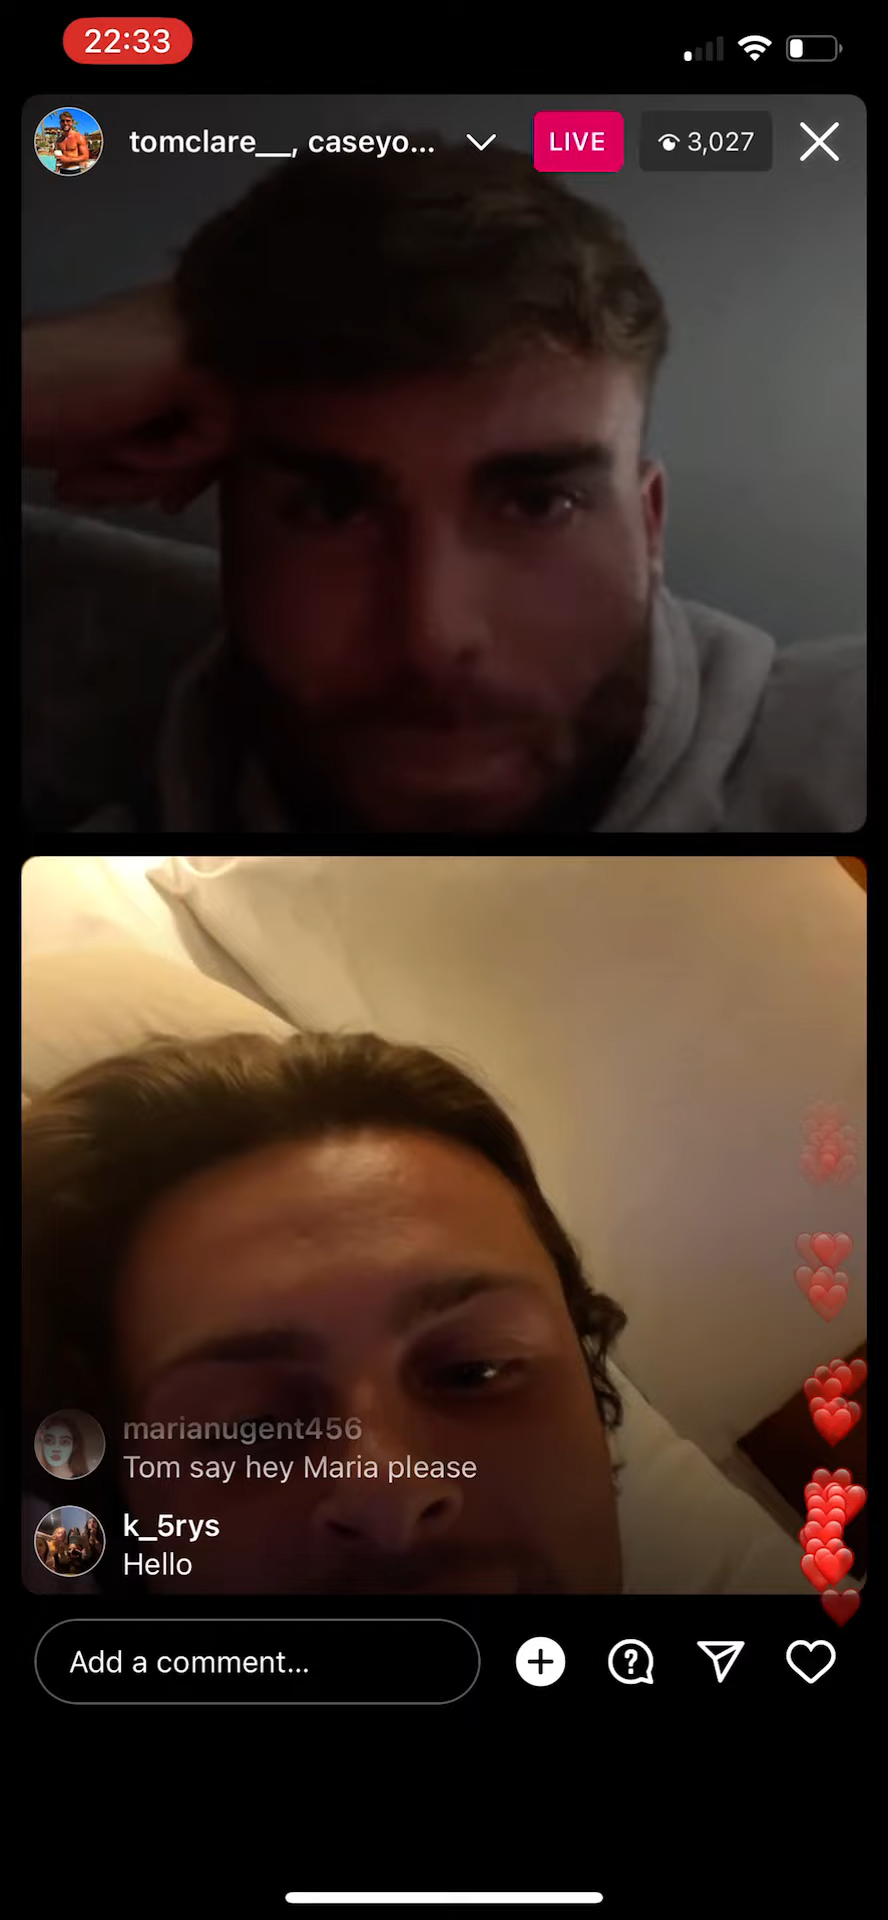 22:33
tomclare__, caseyo...
LIVE
3,027
marianugent456
Tom say hey Maria please
k_5rys
Hello
Add a comment...